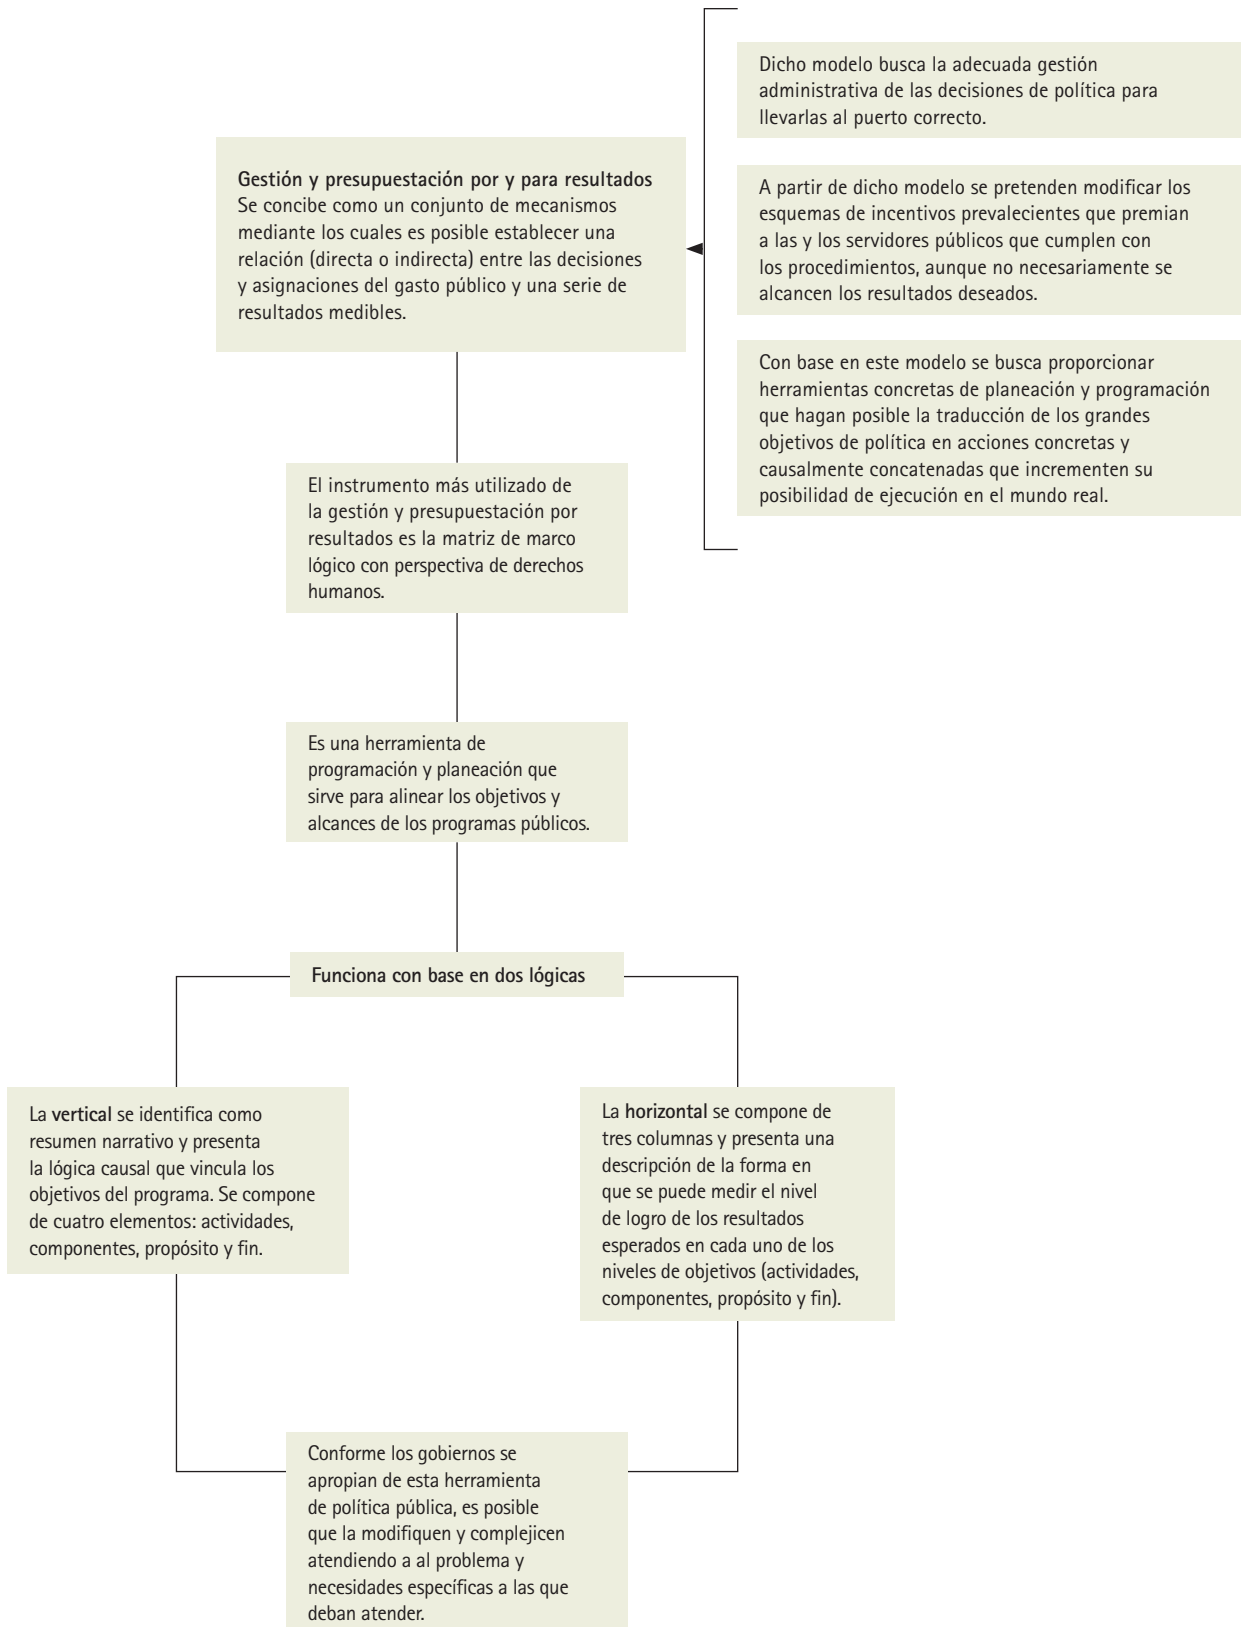 Dicho modelo busca la adecuada gestión
administrativa de las decisiones de política para
llevarlas al puerto correcto.
Gestión y presupuestación por y para resultados
Se concibe como un conjunto de mecanismos
mediante los cuales es posible establecer una
relación (directa o indirecta) entre las decisiones
y asignaciones del gasto público y una serie de
resultados medibles.
A partir de dicho modelo se pretenden modificar los
esquemas de incentivos prevalecientes que premian
a las y los servidores públicos que cumplen con
los procedimientos, aunque no necesariamente se
alcancen los resultados deseados.
Con base en este modelo se busca proporcionar
herramientas concretas de planeación y programación
que hagan posible la traducción de los grandes
objetivos de política en acciones concretas y
causalmente concatenadas que incrementen su
posibilidad de ejecución en el mundo real.
El instrumento más utilizado de
la gestión y presupuestación por
resultados es la matriz de marco
lógico con perspectiva de derechos
humanos.
Es una herramienta de
programación y planeación que
sirve para alinear los objetivos y
alcances de los programas públicos.
Funciona con base en dos lógicas
La vertical se identifica como
resumen narrativo y presenta
la lógica causal que vincula los
objetivos del programa. Se compone
de cuatro elementos: actividades,
componentes, propósito y fin.
La horizontal se compone de
tres columnas y presenta una
descripción de la forma en
que se puede medir el nivel
de logro de los resultados
esperados en cada uno de los
niveles de objetivos (actividades,
componentes, propósito y fin).
Conforme los gobiernos se
apropian de esta herramienta
de política pública, es posible
que la modifiquen y complejicen
atendiendo a al problema y
necesidades específicas a las que
deban atender.